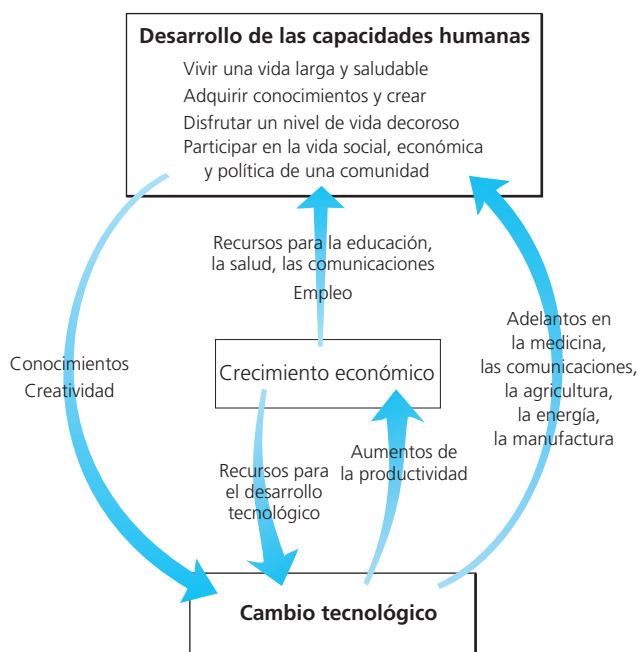 Desarrollo de las capacidades humanas
Vivir una vida larga y saludable
Adquirir conocimientos y crear
Disfrutar un nivel de vida decoroso
Participar en la vida social, económica
y política de una comunidad
Recursos para la educación,
la salud, las comunicaciones
Empleo
Conocimientos
Creatividad
Crecimiento económico
Adelantos en
la medicina,
las comunicaciones,
la agricultura,
la energía,
la manufactura
Recursos para
el desarrollo
tecnológico
Aumentos de
la productividad
Cambio tecnológico